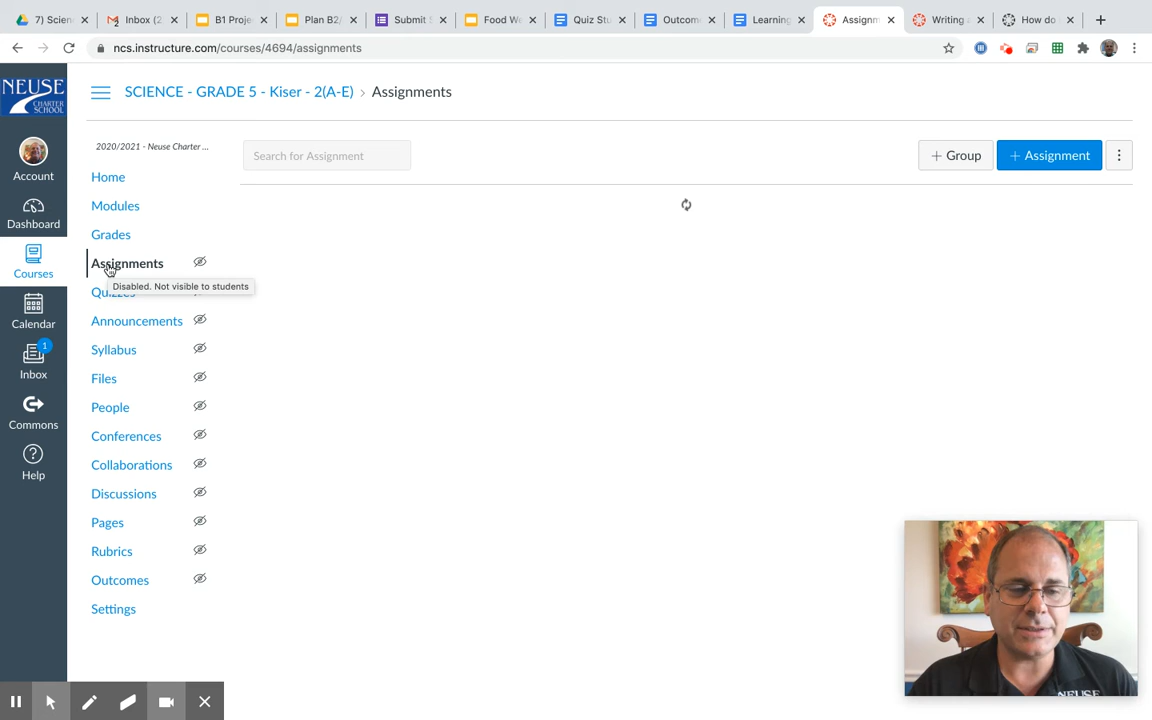 7) Scien
Inbox (2
B1 Proje
Plan B2/
Submit
Food We
Quiz Stu
Outcom
Learning
Assignm
Writing
How do
ncs.instructure.com/courses/4694/assignments
NEUSE
CHARTER
SCHOOL
SCIENCE - GRADE 5 - Kiser - 2(A-E) > Assignments
2020/2021 - Neuse Charter ...
Search for Assignment
+ Group
+ Assignment
Account
Dashboard
Courses
Calendar
1
Inbox
Commons
Help
Home
Modules
Grades
Assignments
Disabled. Not visible to students
Quizzes
Announcements
Syllabus
Files
People
Conferences
Collaborations
Discussions
Pages
Rubrics
Outcomes
Settings
NEUSE